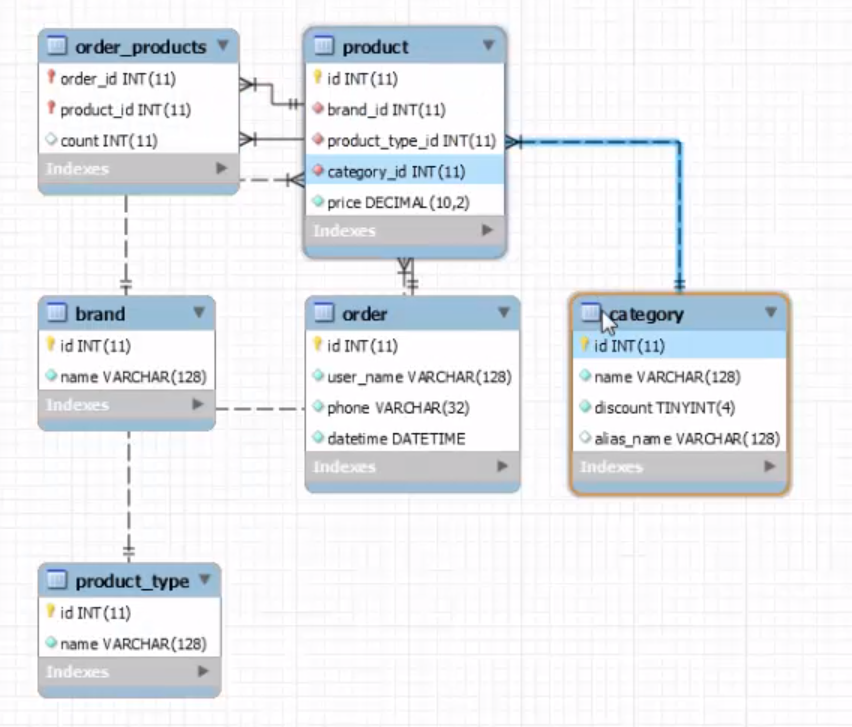 order_products
order_id INT(11)
product_id INT(11)
count INT(11)
Indexes
product
id INT(11)
brand_id INT(11)
product_type_id INT(11)
category_id INT(11)
price DECIMAL(10,2)
Indexes
brand
id INT(11)
name VARCHAR(128)
Indexes
order
id INT(11)
user_name VARCHAR(128)
phone VARCHAR(32)
datetime DATETIME
Indexes
category
id INT(11)
name VARCHAR(128)
discount TINYINT(4)
alias_name VARCHAR(128)
Indexes
product_type
id INT(11)
name VARCHAR(128)
Indexes